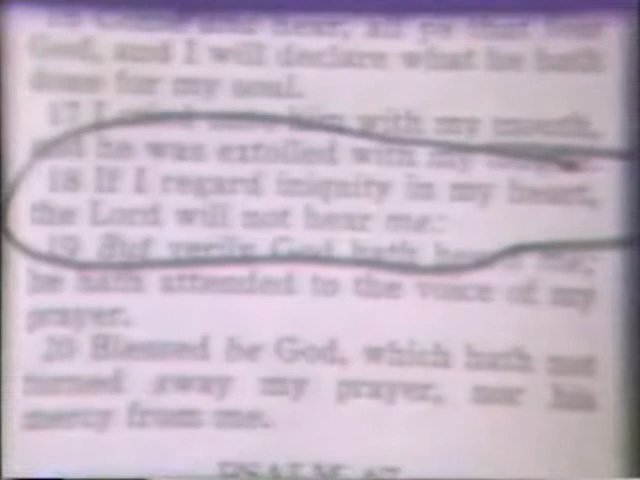 God, and I will declare what he hath
done for my soul.
17 I cried unto him with my mouth,
and he was extolled with my tongue.
18 If I regard iniquity in my heart,
the Lord will not hear me:
19 But verily God hath heard me;
he hath attended to the voice of my
prayer.
20 Blessed be God, which hath not
turned away my prayer, nor his
mercy from me.
PSALM 67